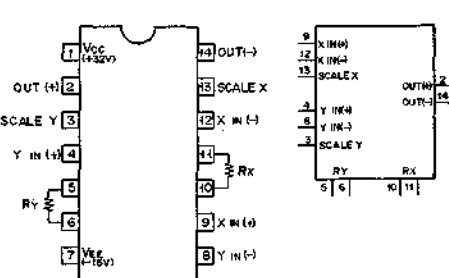 1 VCC (+32V)
OUT (+) 2
SCALE Y 3
Y IN (+) 4
5
RY
6
7 VEE (-15V)
14 OUT(-)
13 SCALE X
12 X IN (-)
11
RX
10
9 X IN (+)
8 Y IN (-)
9 X IN(+)
12 X IN(-)
13 SCALE X
4 Y IN(+)
8 Y IN(-)
3 SCALE Y
OUT(+) 2
OUT(-) 14
RY RX
5 6 10 11